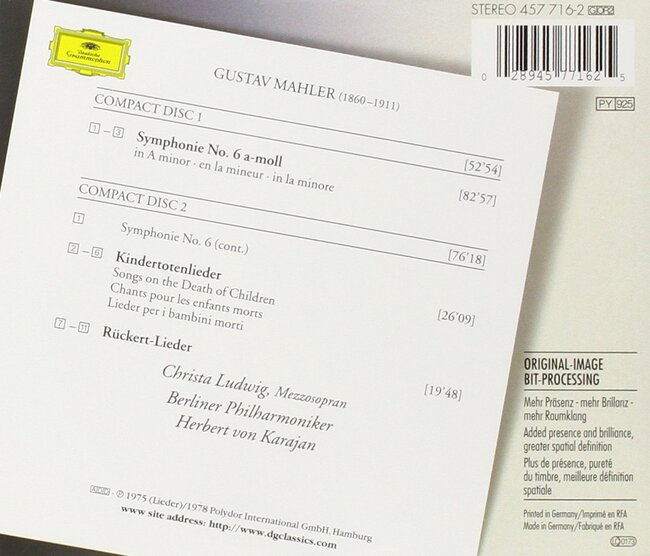 STEREO 457 716-2 GDR2
0 28945 77162 5
PY 925
Deutsche
Grammophon
GUSTAV MAHLER (1860–1911)
COMPACT DISC 1
[52'54]
1 – 3 Symphonie No. 6 a-moll
in A minor · en la mineur · in la minore
[82'57]
COMPACT DISC 2
[76'18]
1 Symphonie No. 6 (cont.)
2 – 6 Kindertotenlieder
Songs on the Death of Children
Chants pour les enfants morts
Lieder per i bambini morti
[26'09]
7 – 11 Rückert-Lieder
[19'48]
Christa Ludwig, Mezzosopran
Berliner Philharmoniker
Herbert von Karajan
ADD · ℗ 1975 (Lieder)/1978 Polydor International GmbH, Hamburg
www site address: http://www.dgclassics.com
ORIGINAL-IMAGE
BIT-PROCESSING
Mehr Präsenz - mehr Brillanz -
mehr Raumklang
Added presence and brilliance,
greater spatial definition
Plus de présence, pureté
du timbre, meilleure définition
spatiale
Printed in Germany/Imprimé en RFA
Made in Germany/Fabriqué en RFA
LC 0173